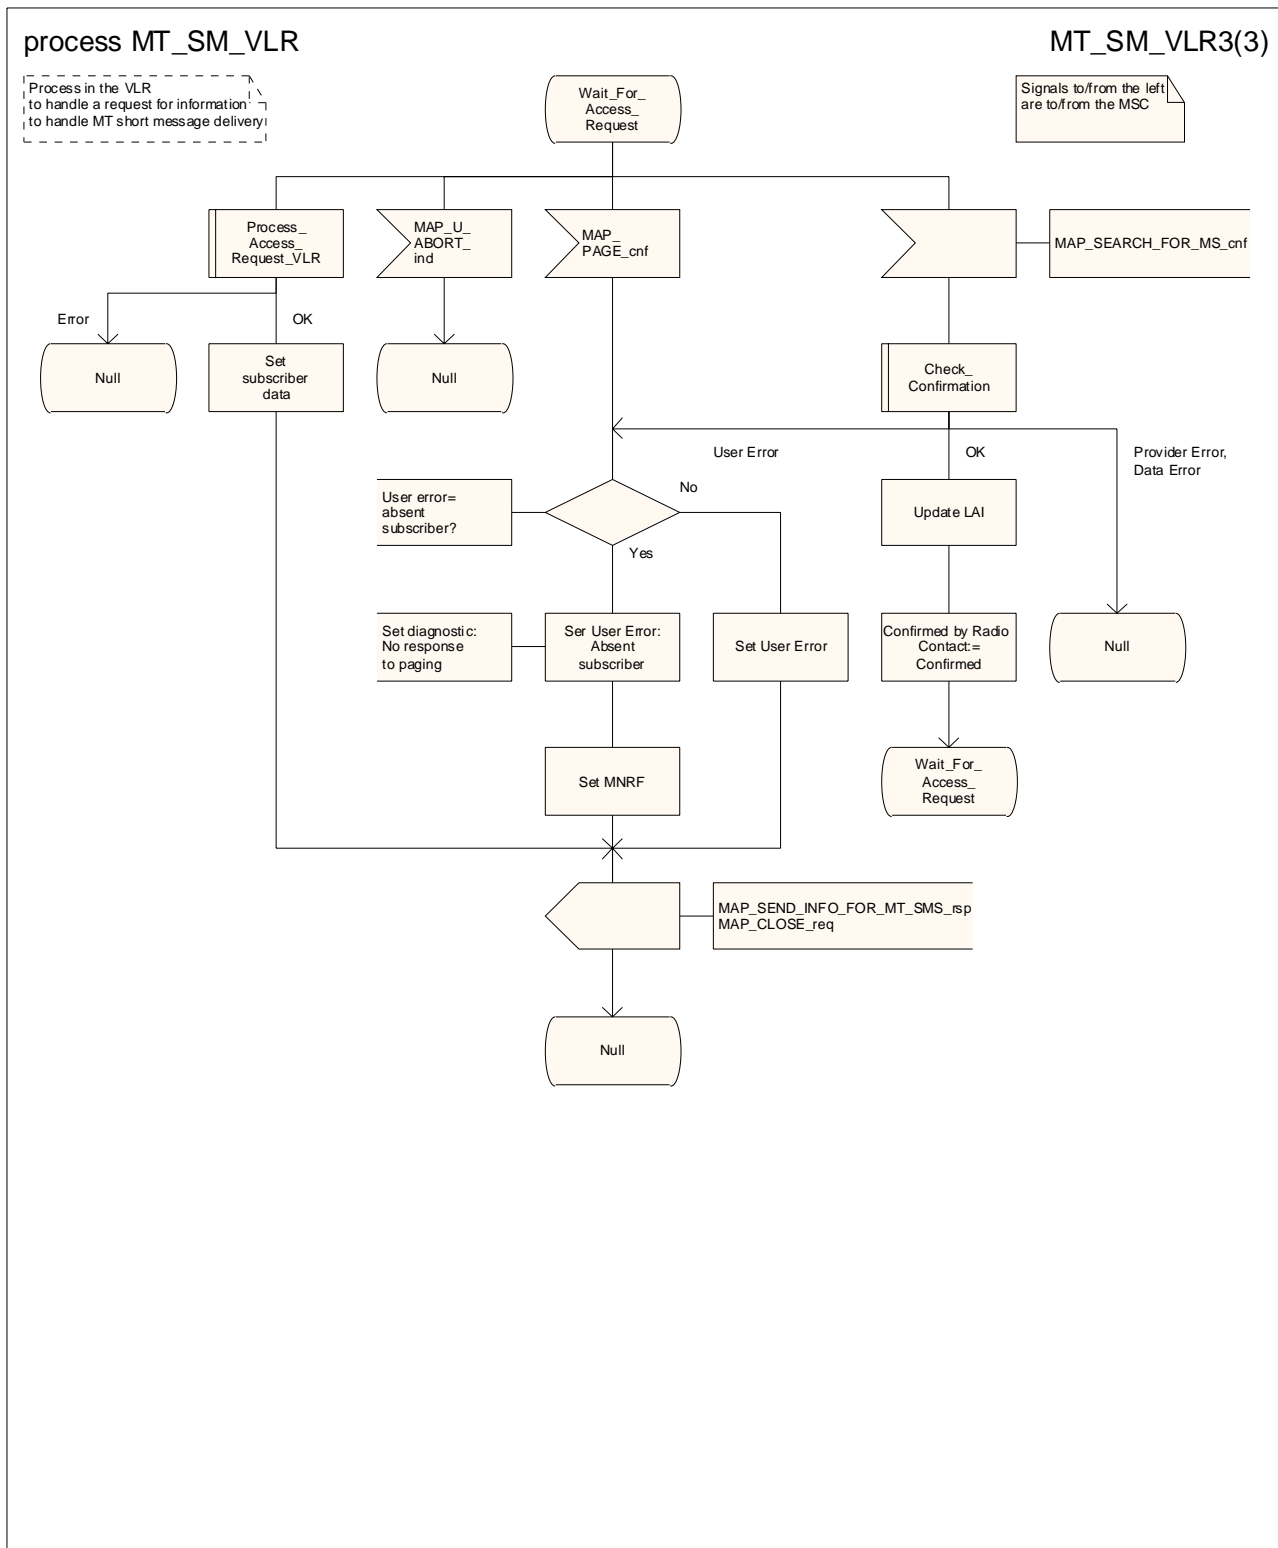 process MT_SM_VLR
MT_SM_VLR3(3)
Process in the VLR
to handle a request for information
to handle MT short message delivery
Wait_For_
Access_
Request
Signals to/from the left
are to/from the MSC
Process_
Access_
Request_VLR
MAP_U_
ABORT_
ind
MAP_
PAGE_cnf
MAP_SEARCH_FOR_MS_cnf
Error
OK
Null
Set
subscriber
data
Null
Check_
Confirmation
User Error
OK
Provider Error,
Data Error
User error=
absent
subscriber?
No
Yes
Update LAI
Set diagnostic:
No response
to paging
Ser User Error:
Absent
subscriber
Set User Error
Confirmed by Radio
Contact:=
Confirmed
Null
Set MNRF
Wait_For_
Access_
Request
MAP_SEND_INFO_FOR_MT_SMS_rsp
MAP_CLOSE_req
Null